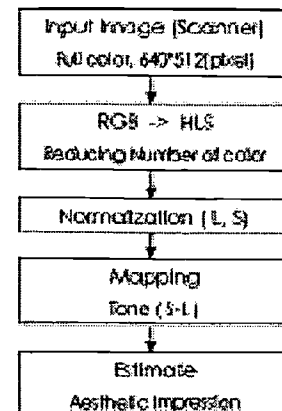 Input Image (Scanner)
Full color, 640*512[pixel]
RGB -> HLS
Reducing Number of color
Normalization (L, S)
Mapping
Tone (S-L)
Estimate
Aesthetic Impression